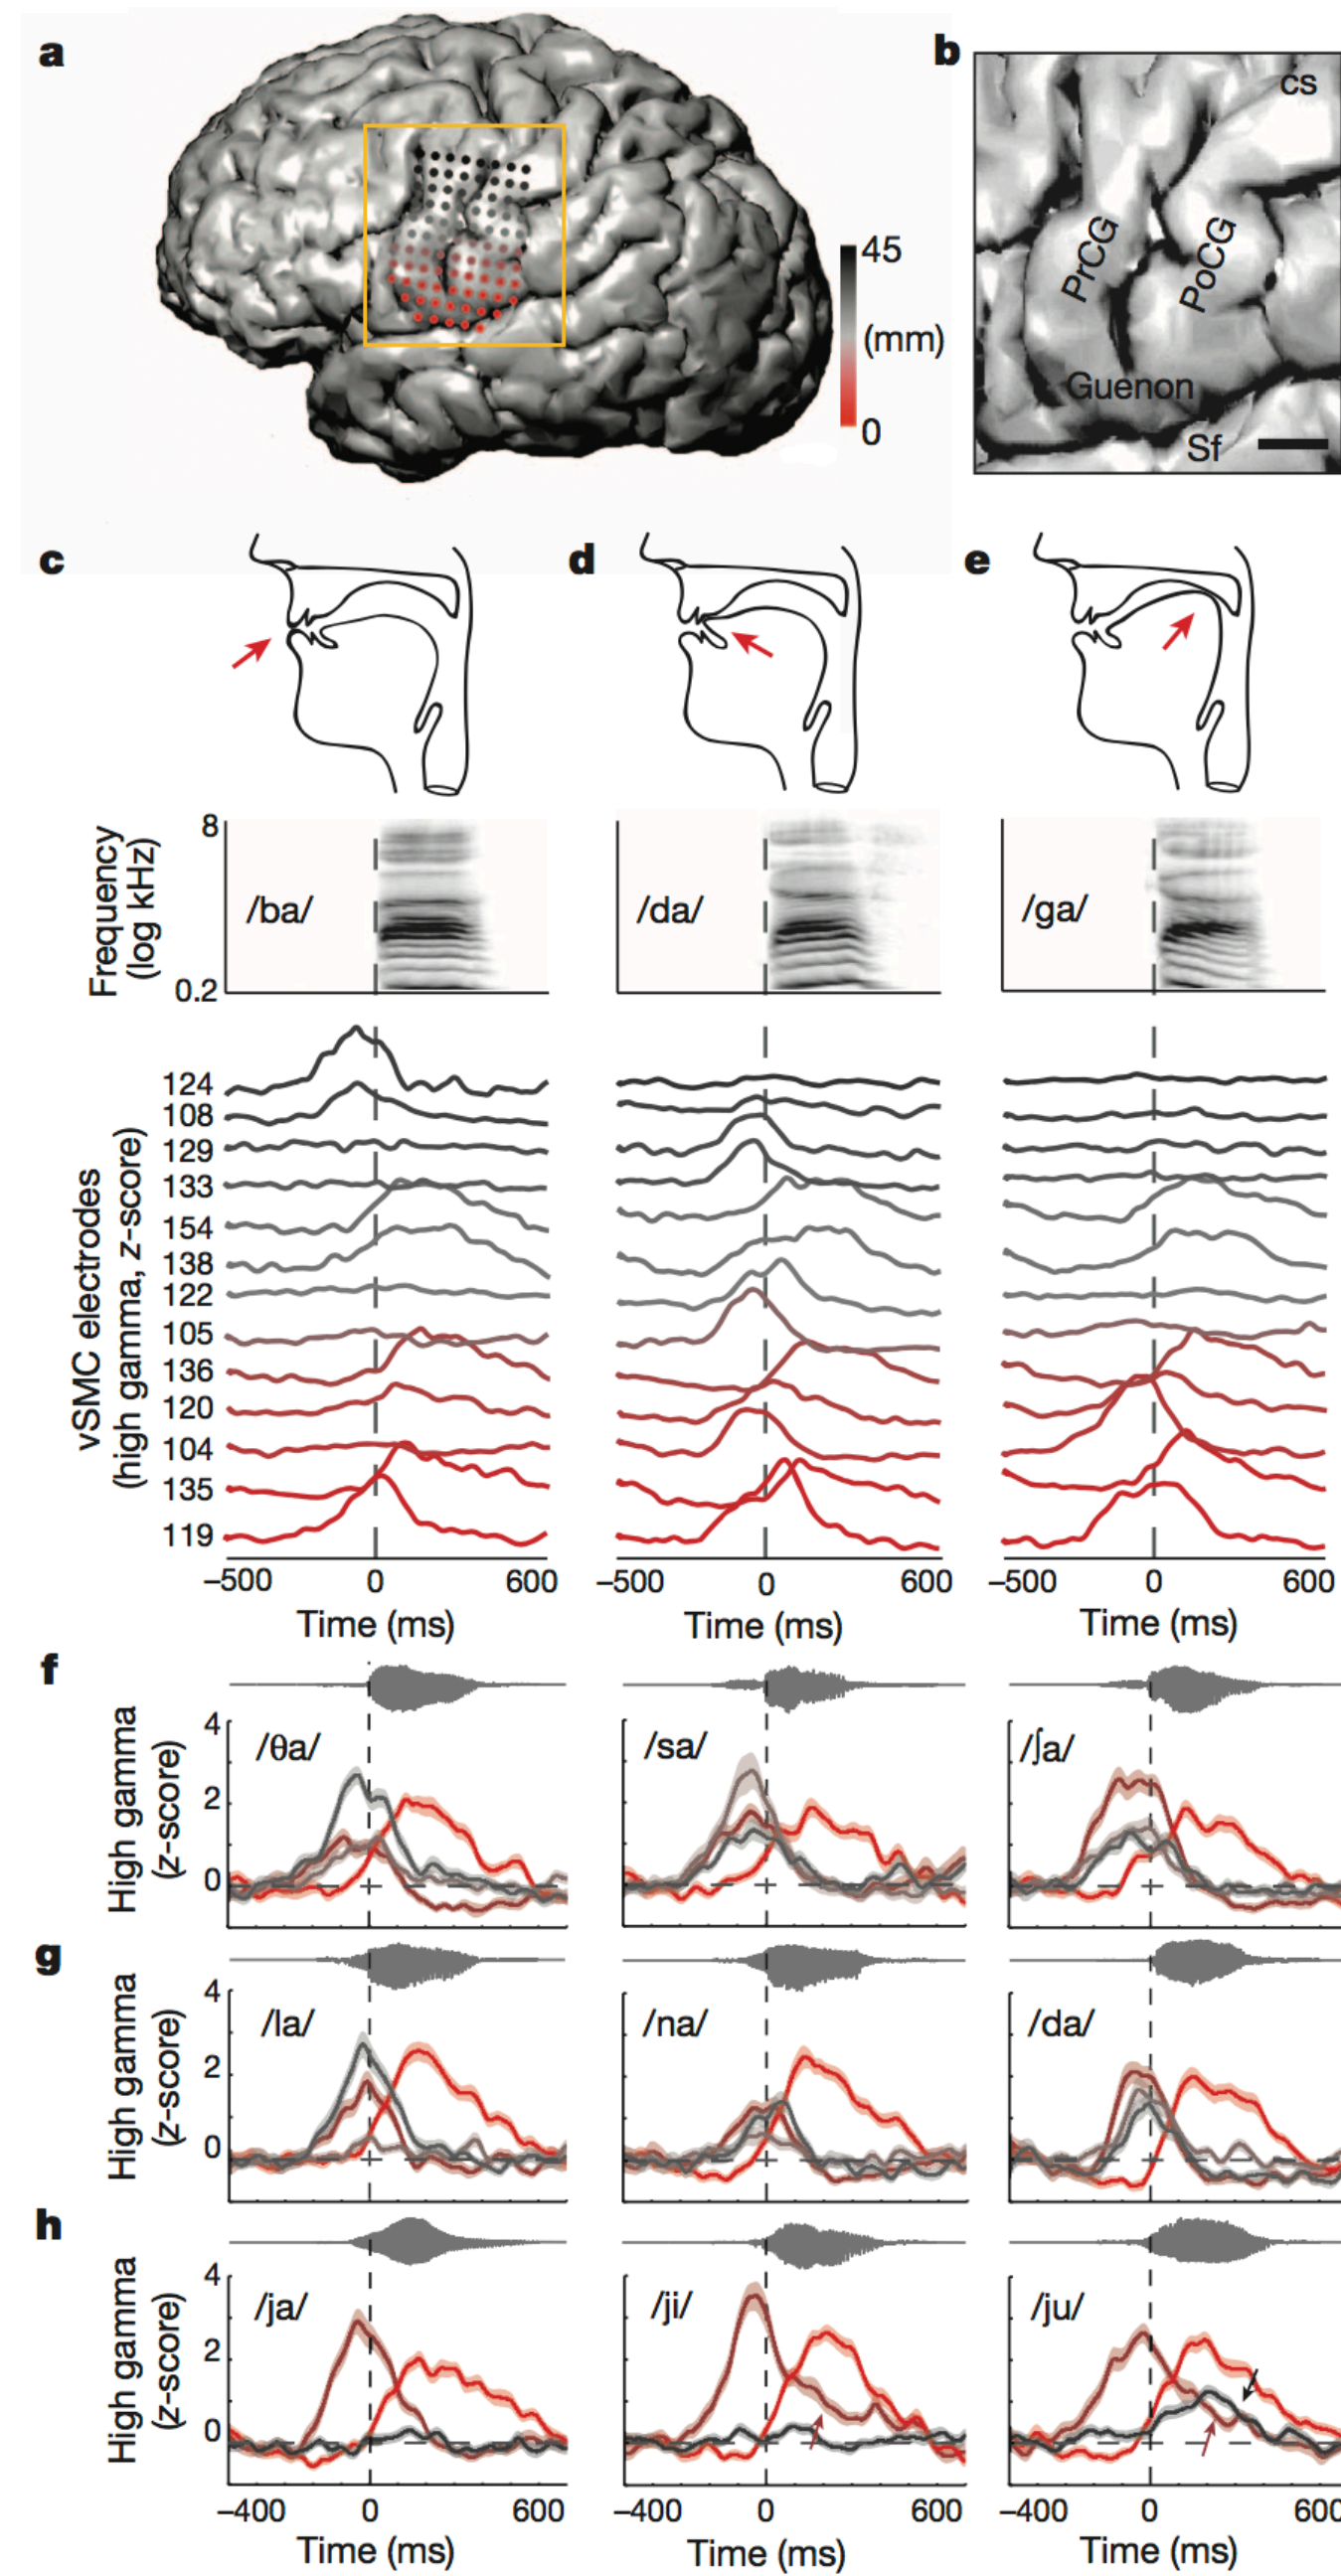 a
b
45
(mm)
0
cs
PrCG
PoCG
Guenon
Sf
c
d
e
Frequency
(log kHz)
8
0.2
/ba/
/da/
/ga/
vSMC electrodes
(high gamma, z-score)
124
108
129
133
154
138
122
105
136
120
104
135
119
−500 0 600
−500 0 600
−500 0 600
Time (ms)
Time (ms)
Time (ms)
f
High gamma
(z-score)
4
2
0
/θa/
/sa/
/ʃa/
g
High gamma
(z-score)
4
2
0
/la/
/na/
/da/
h
High gamma
(z-score)
4
2
0
/ja/
/ji/
/ju/
−400 0 600
−400 0 600
−400 0 600
Time (ms)
Time (ms)
Time (ms)